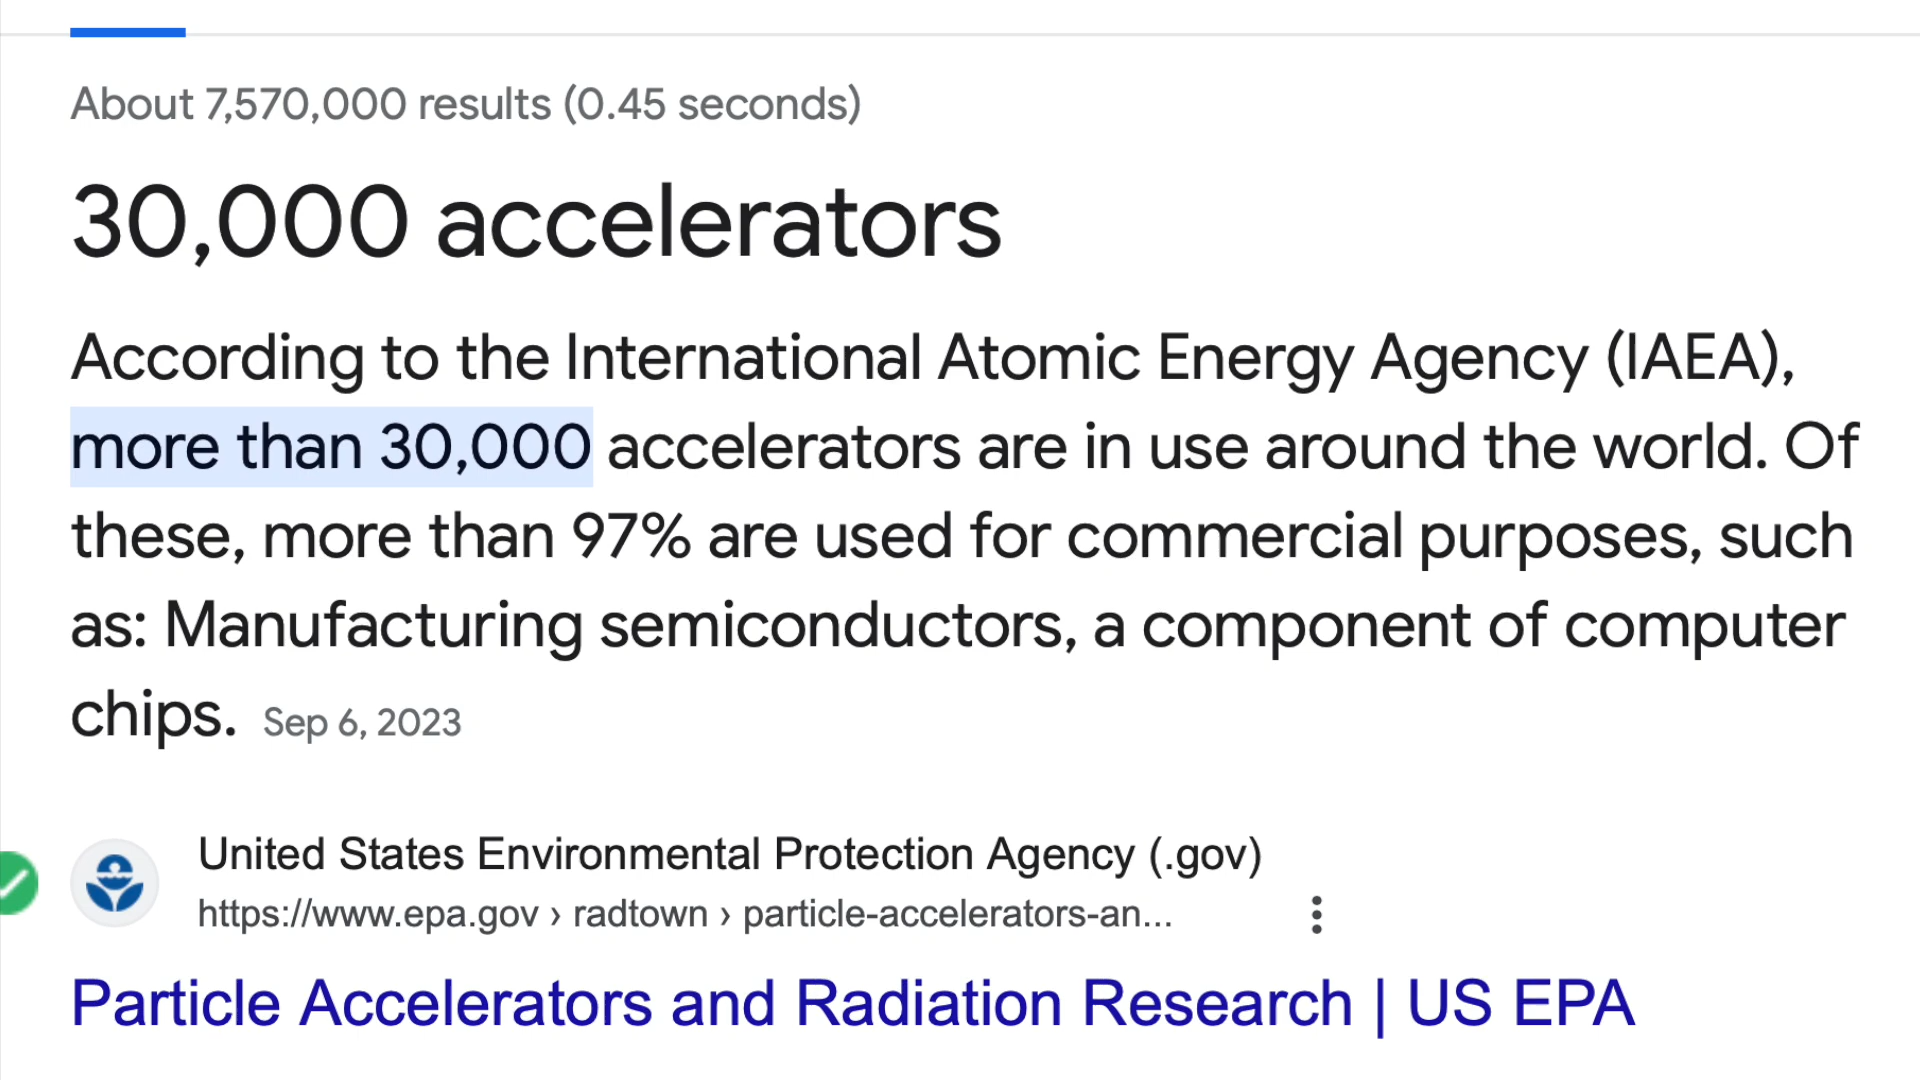 About 7,570,000 results (0.45 seconds)
30,000 accelerators
According to the International Atomic Energy Agency (IAEA),
more than 30,000 accelerators are in use around the world. Of
these, more than 97% are used for commercial purposes, such
as: Manufacturing semiconductors, a component of computer
chips. Sep 6, 2023
United States Environmental Protection Agency (.gov)
https://www.epa.gov › radtown › particle-accelerators-an...
Particle Accelerators and Radiation Research | US EPA